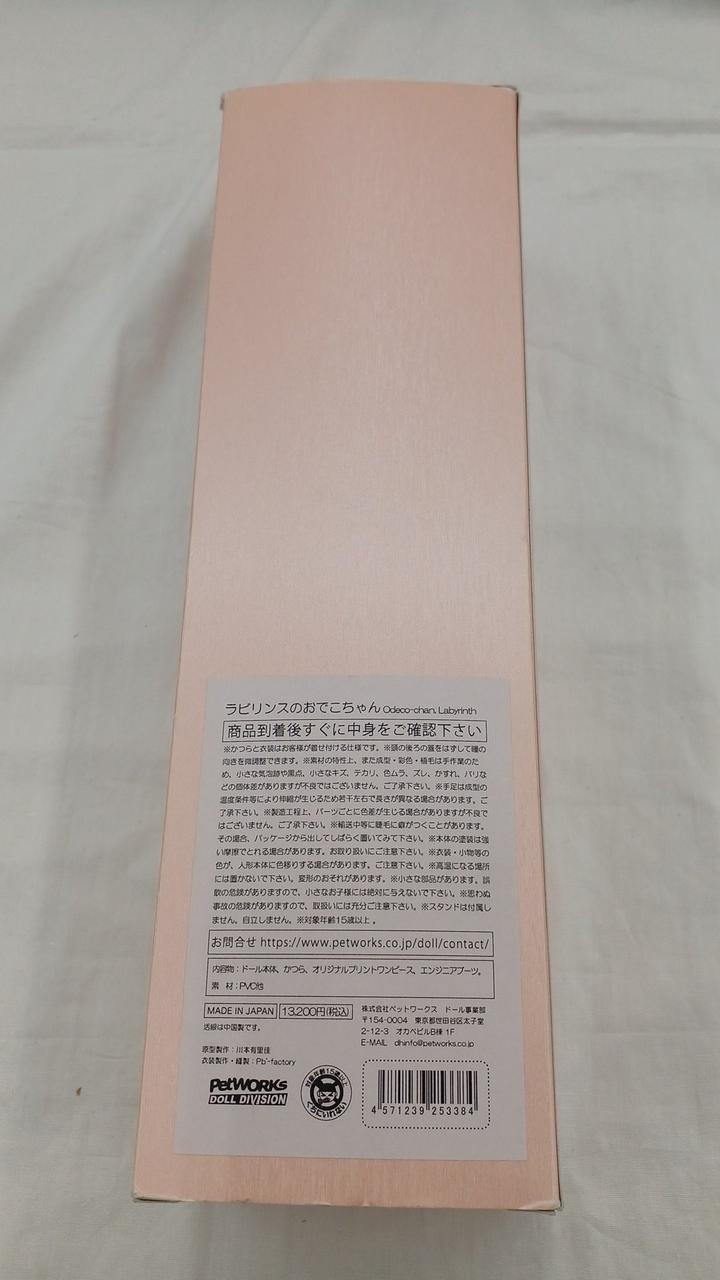 ラビリンスのおでこちゃん Odeco-chan, Labyrinth
商品到着後すぐに中身をご確認下さい
※かつらと衣装はお客様が着せ付ける仕様です。※頭の後ろの蓋をはずして瞳の
向きを微調整できます。※素材の特性上、また成型・彩色・植毛は手作業のた
め、小さな気泡跡や黒点、小さなキズ、テカリ、色ムラ、ズレ、かすれ、バリな
どの個体差がありますが不良ではございません。ご了承下さい。※手足は成型の
温度条件等により伸縮が生じるため若干左右で長さが異なる場合があります。ご
了承下さい。※製造工程上、パーツごとに色差が生じる場合がありますが不良で
はございません。ご了承下さい。※輸送中等に睫毛に癖がつくことがあります。
その場合、パッケージから出してしばらく置いてみて下さい。※本体の塗装は強
い摩擦でとれる場合があります。お取り扱いにご注意下さい。※衣装・小物等の
色が、人形本体に色移りする場合があります。ご注意下さい。※高温になる場所
には置かないで下さい。変形のおそれがあります。※小さな部品があります。誤
飲の危険がありますので、小さなお子様には絶対に与えないで下さい。※思わぬ
事故の危険がありますので、取扱いには充分ご注意下さい。※スタンドは付属し
ません。自立しません。※対象年齢15歳以上 。
お問合せ https://www.petworks.co.jp/doll/contact/
内容物：ドール本体、かつら、オリジナルプリントワンピース、エンジニアブーツ。
素 材：PVC他
MADE IN JAPAN 13,200円(税込)
活眼は中国製です。
株式会社ペットワークス ドール事業部
〒154-0004 東京都世田谷区太子堂
2-12-3 オカベビルB棟 1F
E-MAIL dhinfo@petworks.co.jp
原型製作：川本有里佳
衣装製作・縫製：Pb'-factory
PetWORKs
DOLL DIVISION
対象年齢15歳以上
くちにいれない
4 571239 253384